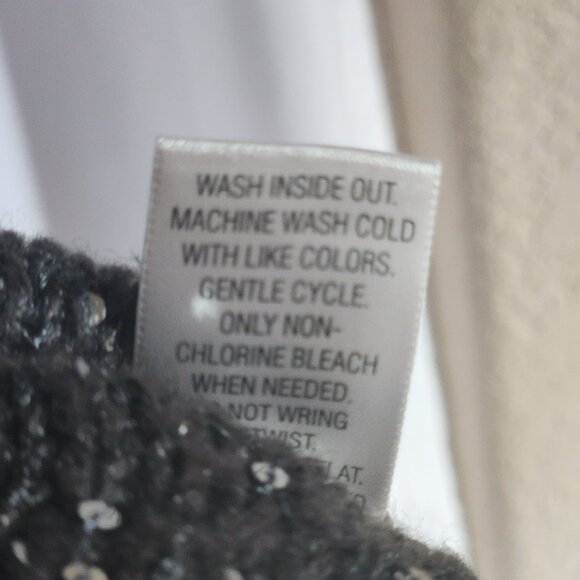 WASH INSIDE OUT.
MACHINE WASH COLD
WITH LIKE COLORS.
GENTLE CYCLE.
ONLY NON-
CHLORINE BLEACH
WHEN NEEDED.
NOT WRING
TWIST.
LAT.